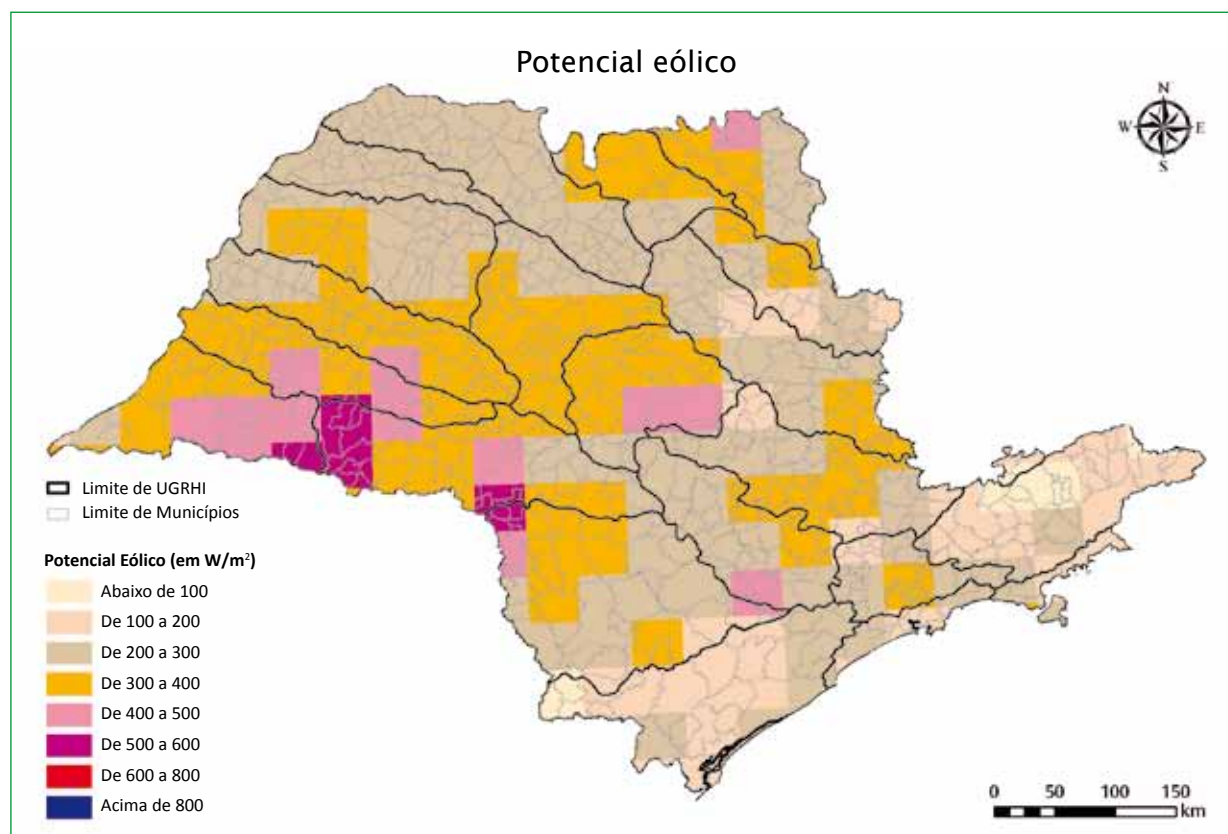 Potencial eólico
N
W E
S
Limite de UGRHI
Limite de Municípios
Potencial Eólico (em W/m²)
Abaixo de 100
De 100 a 200
De 200 a 300
De 300 a 400
De 400 a 500
De 500 a 600
De 600 a 800
Acima de 800
0 50 100 150
km